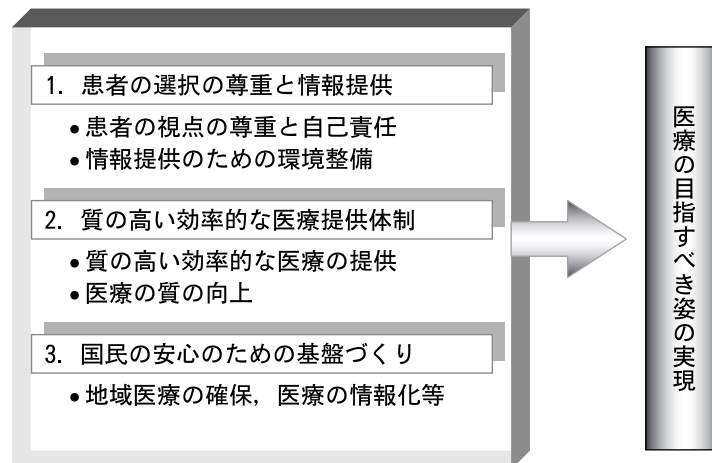 1. 患者の選択の尊重と情報提供
●患者の視点の尊重と自己責任
●情報提供のための環境整備
2. 質の高い効率的な医療提供体制
●質の高い効率的な医療の提供
●医療の質の向上
3. 国民の安心のための基盤づくり
●地域医療の確保，医療の情報化等
医療の目指すべき姿の実現